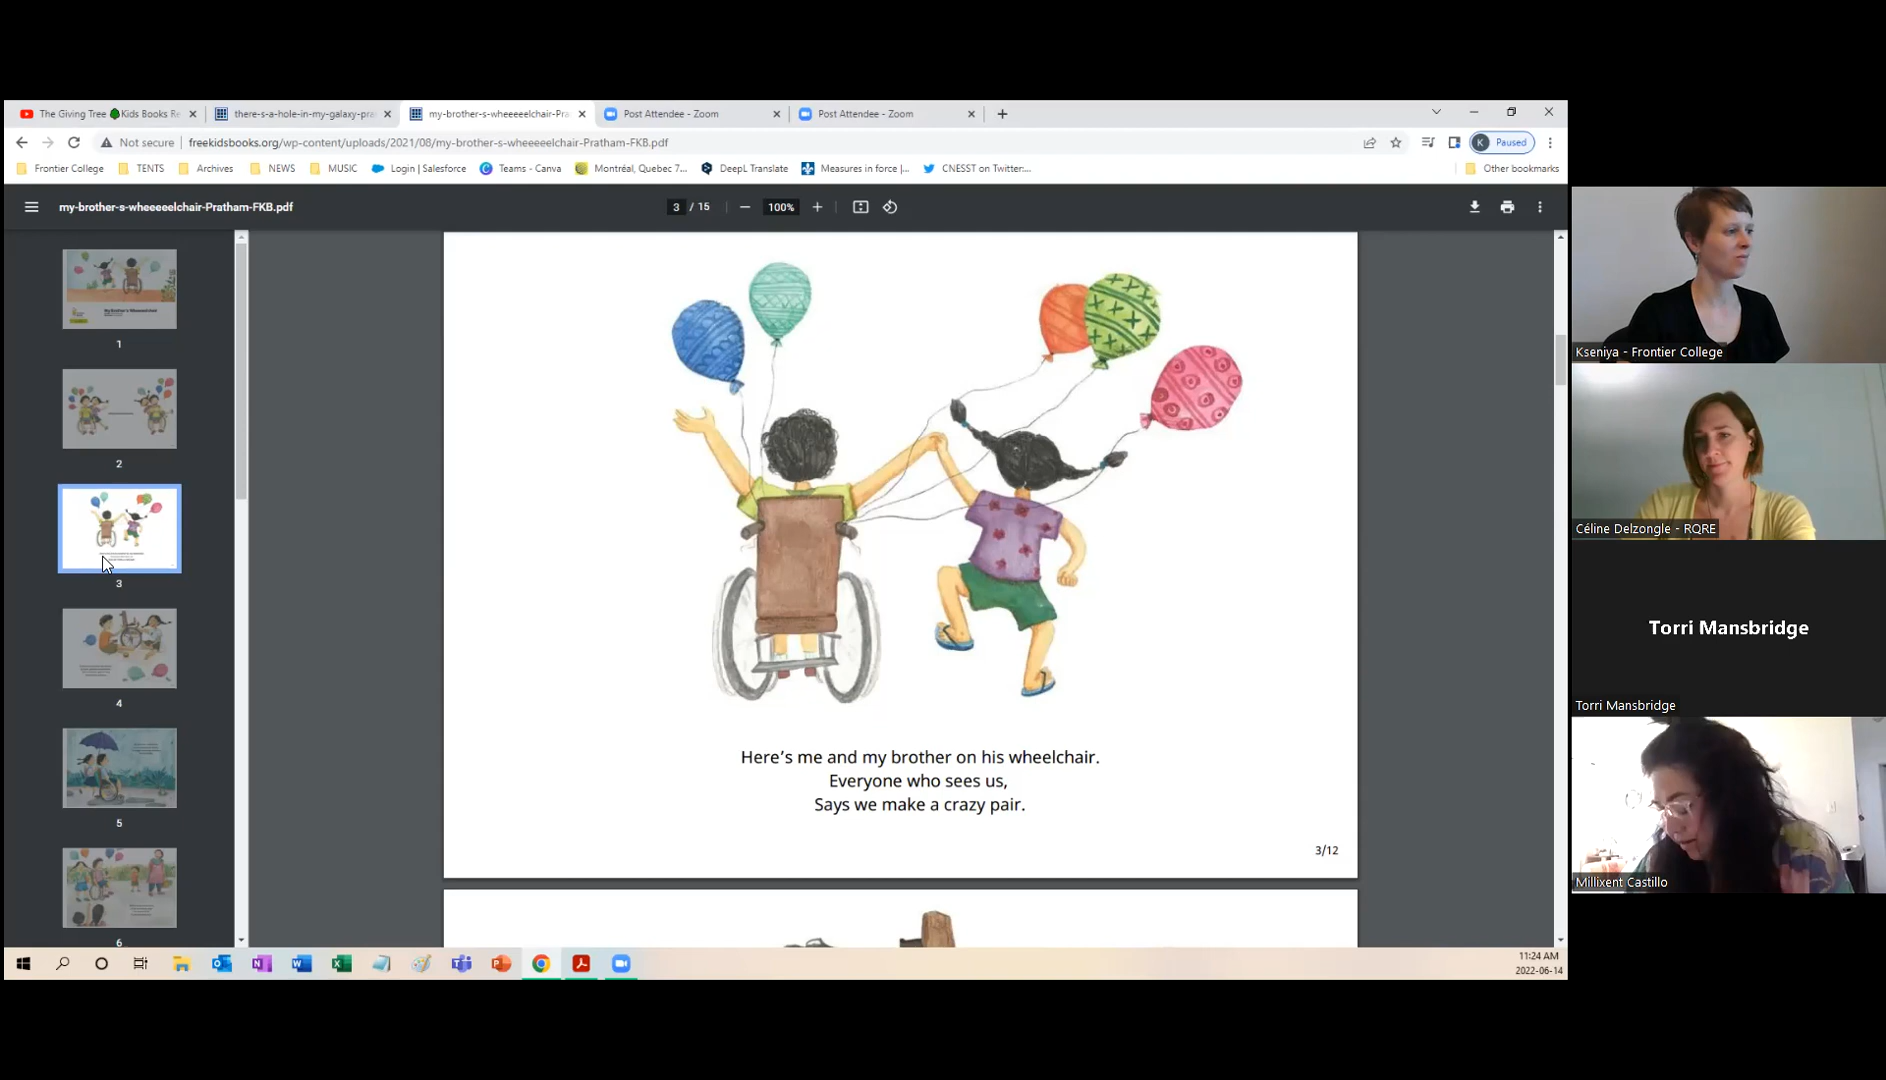 The Giving Tree Kids Books Re
there-s-a-hole-in-my-galaxy-pra
my-brother-s-wheeeeelchair-Pra
Post Attendee - Zoom
Post Attendee - Zoom
Not secure
freekidsbooks.org/wp-content/uploads/2021/08/my-brother-s-wheeeeelchair-Pratham-FKB.pdf
K
Paused
Frontier College
TENTS
Archives
NEWS
MUSIC
Login | Salesforce
Teams - Canva
Montréal, Quebec 7...
DeepL Translate
Measures in force |...
CNESST on Twitter:...
Other bookmarks
my-brother-s-wheeeeelchair-Pratham-FKB.pdf
3 / 15
100%
1
2
3
4
5
6
Here's me and my brother on his wheelchair.
Everyone who sees us,
Says we make a crazy pair.
3/12
Kseniya - Frontier College
Céline Delzongle - RQRE
Torri Mansbridge
Torri Mansbridge
Millixent Castillo
11:24 AM
2022-06-14